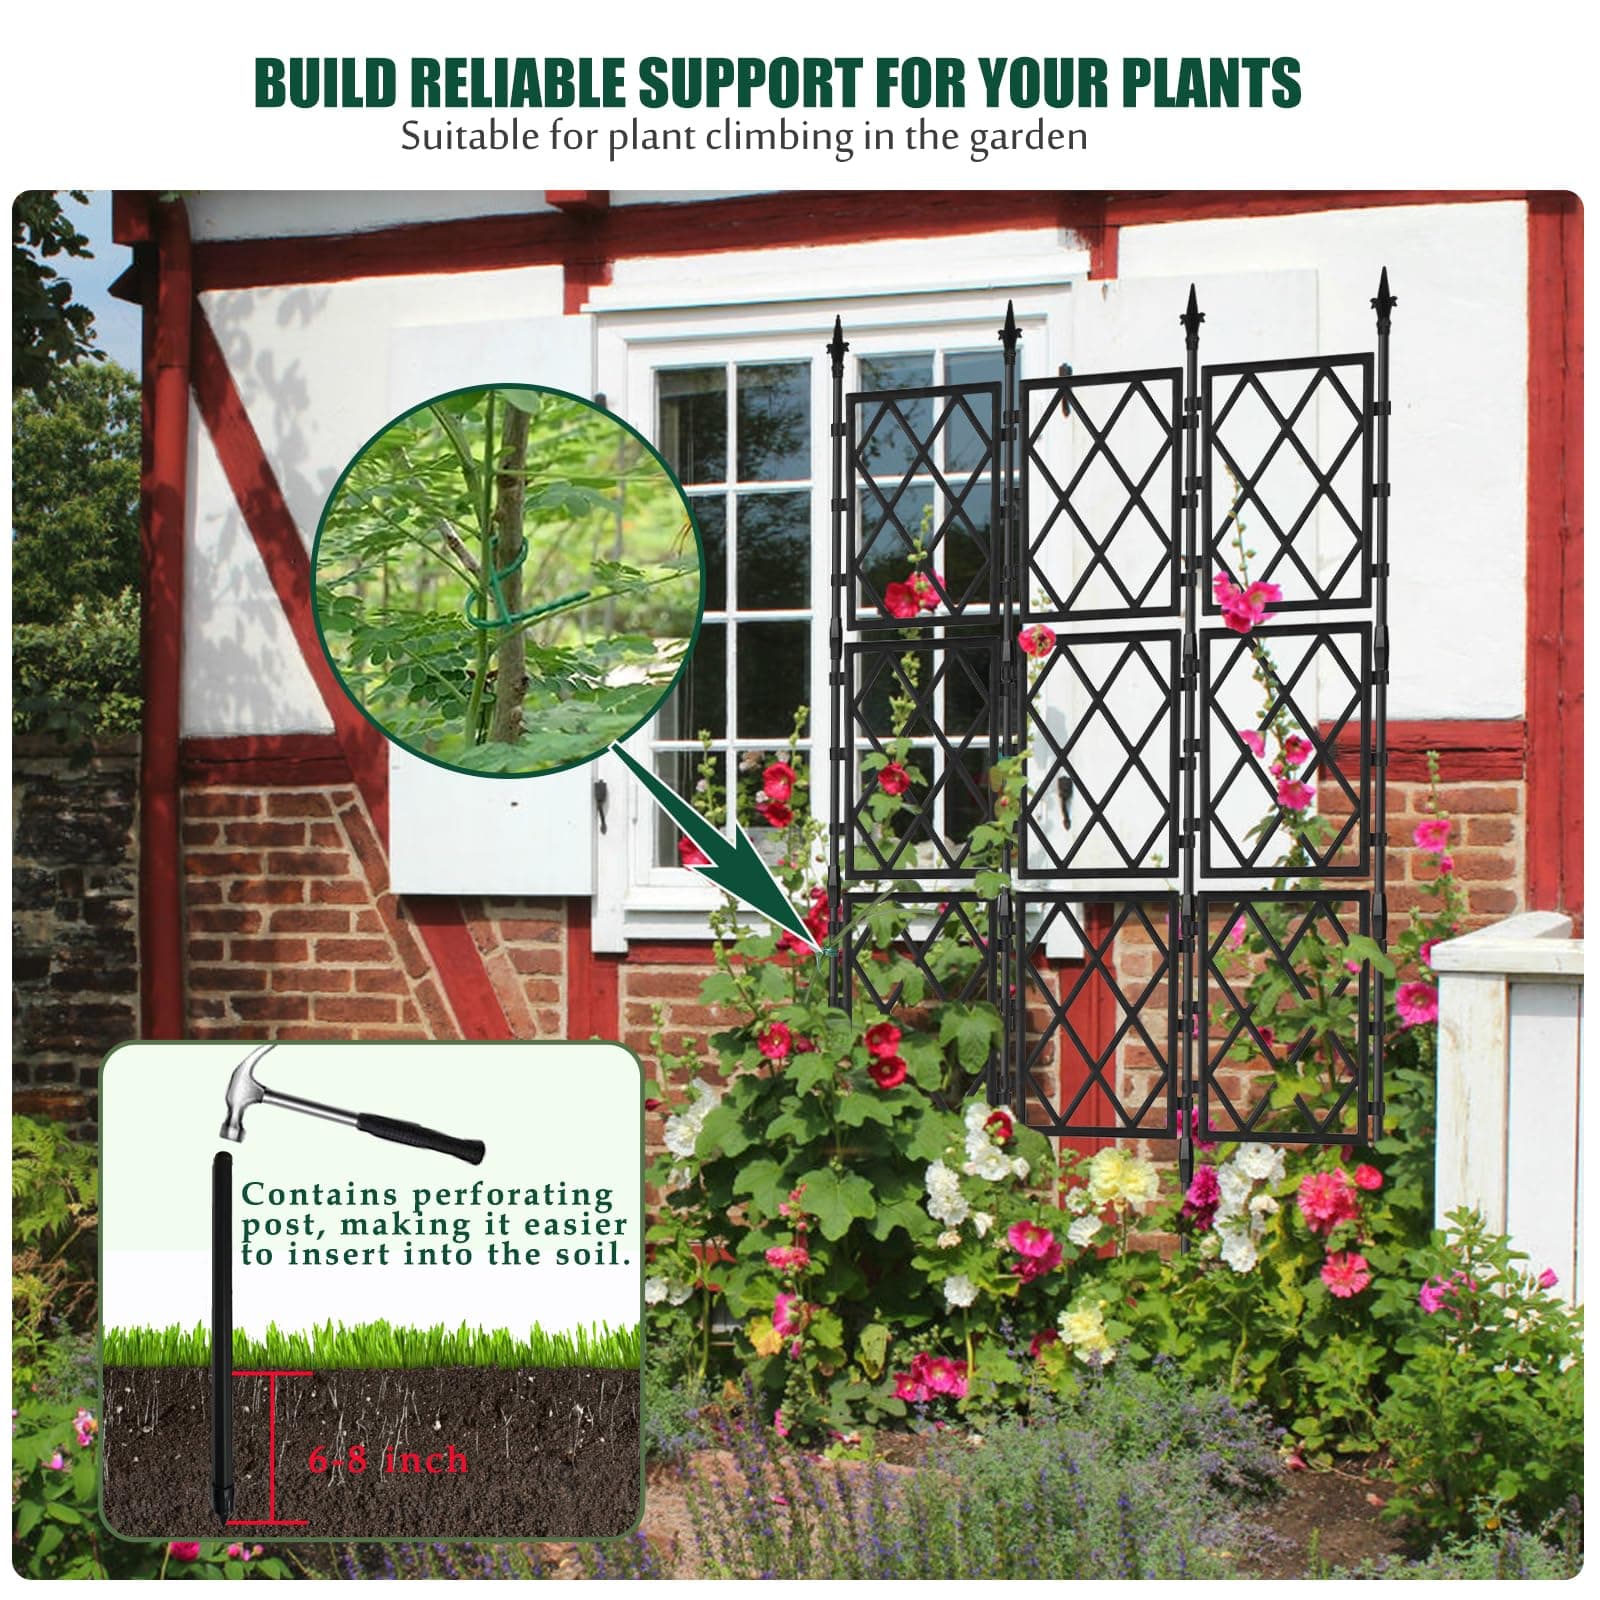 BUILD RELIABLE SUPPORT FOR YOUR PLANTS
Suitable for plant climbing in the garden
Contains perforating
post, making it easier
to insert into the soil.
6-8 inch